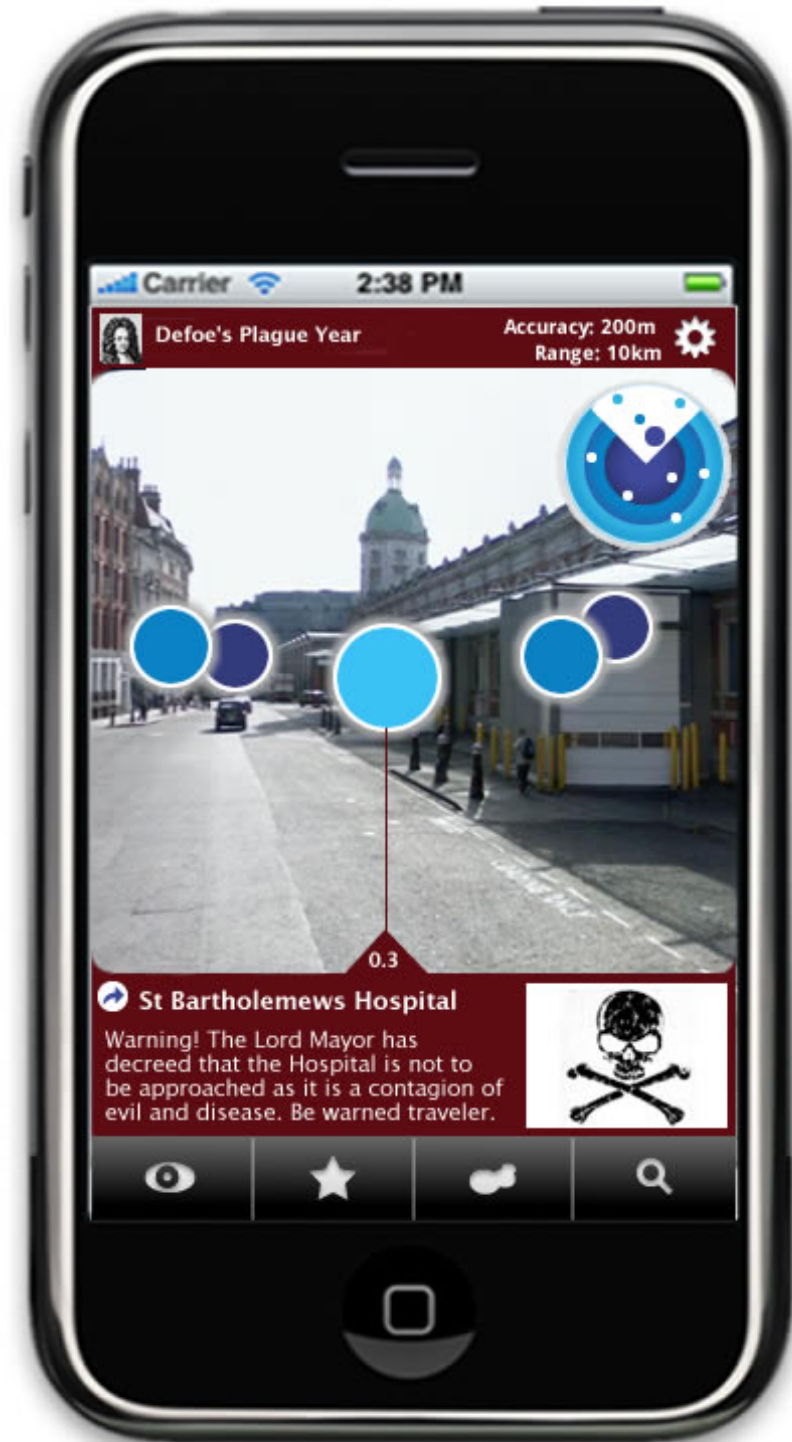 Carrier 2:38 PM
Defoe's Plague Year
Accuracy: 200m
Range: 10km
0.3
St Bartholemews Hospital
Warning! The Lord Mayor has
decreed that the Hospital is not to
be approached as it is a contagion of
evil and disease. Be warned traveler.